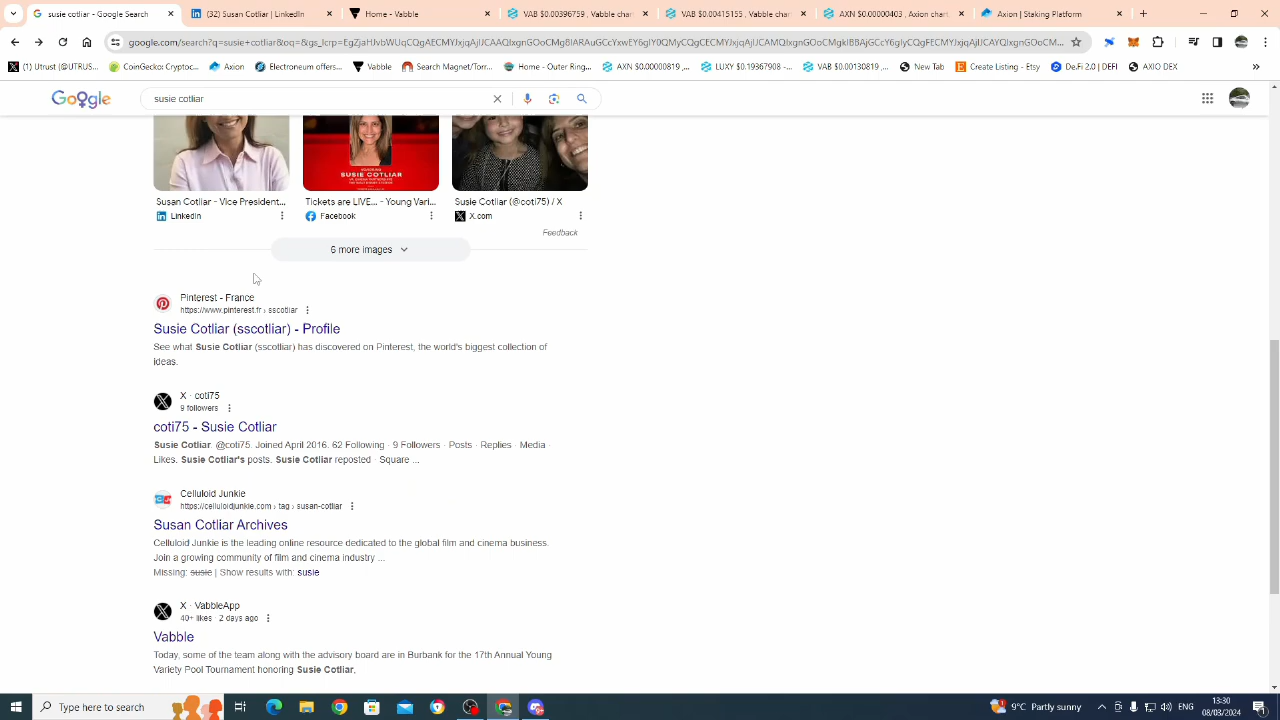 susie cotliar - Google Search
(32) chart | LinkedIn
Vabble
VAB $0.00396759 , Vabble char
VAB $0.0415155 , Vabble char
AXN $0.00000403 , Axion chart
Axion | Staking Platform
google.com/search?q=susie+cotliar&oq=&gs_lcrp=
(1) Utrust (@UTRUS...
CoinGecko: Cryptoc...
Axion
Electroneum offers...
Vabble
Search Magnet/Torr...
Home - Outer Ring...
AXN $0.00000819 ,...
LUXY $0.19367908 -...
VAB $0.00130819 ,...
New Tab
Create Listing - Etsy
De.Fi 2.0 | DEFI
AXIO DEX
Google
susie cotliar
HONORING
SUSIE COTLIAR
Susan Cotliar - Vice President...
Tickets are LIVE... - Young Vari...
Susie Cotliar (@coti75) / X
LinkedIn
Facebook
X.com
Feedback
6 more images
Pinterest - France
https://www.pinterest.fr › sscotliar
Susie Cotliar (sscotliar) - Profile
See what Susie Cotliar (sscotliar) has discovered on Pinterest, the world's biggest collection of
ideas.
X · coti75
9 followers
coti75 - Susie Cotliar
Susie Cotliar. @coti75. Joined April 2016. 62 Following · 9 Followers · Posts · Replies · Media ·
Likes. Susie Cotliar's posts. Susie Cotliar reposted · Square ...
Celluloid Junkie
https://celluloidjunkie.com › tag › susan-cotliar
Susan Cotliar Archives
Celluloid Junkie is the leading online resource dedicated to the global film and cinema business.
Join a growing community of film and cinema industry ...
Missing: susie | Show results with: susie
X · VabbleApp
40+ likes · 2 days ago
Vabble
Today, some of the team along with the advisory board are in Burbank for the 17th Annual Young
Variety Pool Tournament honoring Susie Cotliar,
Type here to search
9°C Partly sunny
ENG
13:30
08/03/2024